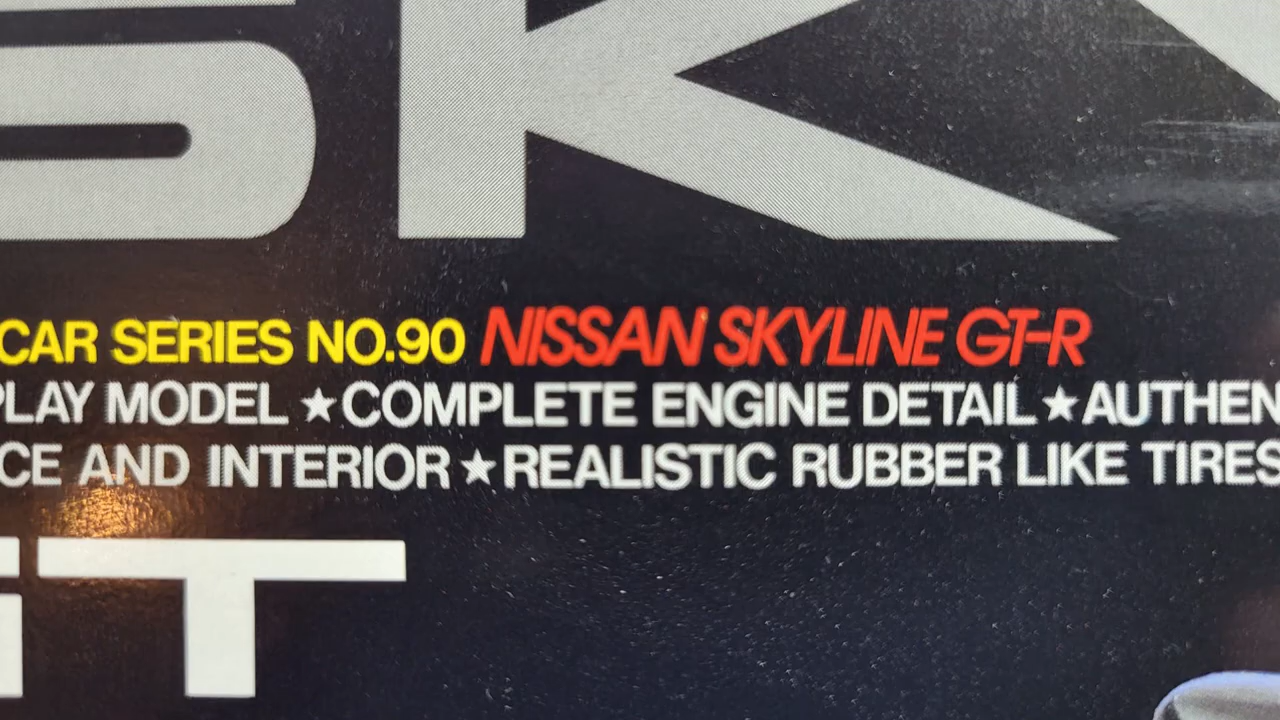 SK
CAR SERIES NO.90 NISSAN SKYLINE GT-R
PLAY MODEL ★COMPLETE ENGINE DETAIL★AUTHEN
CE AND INTERIOR★REALISTIC RUBBER LIKE TIRES
T